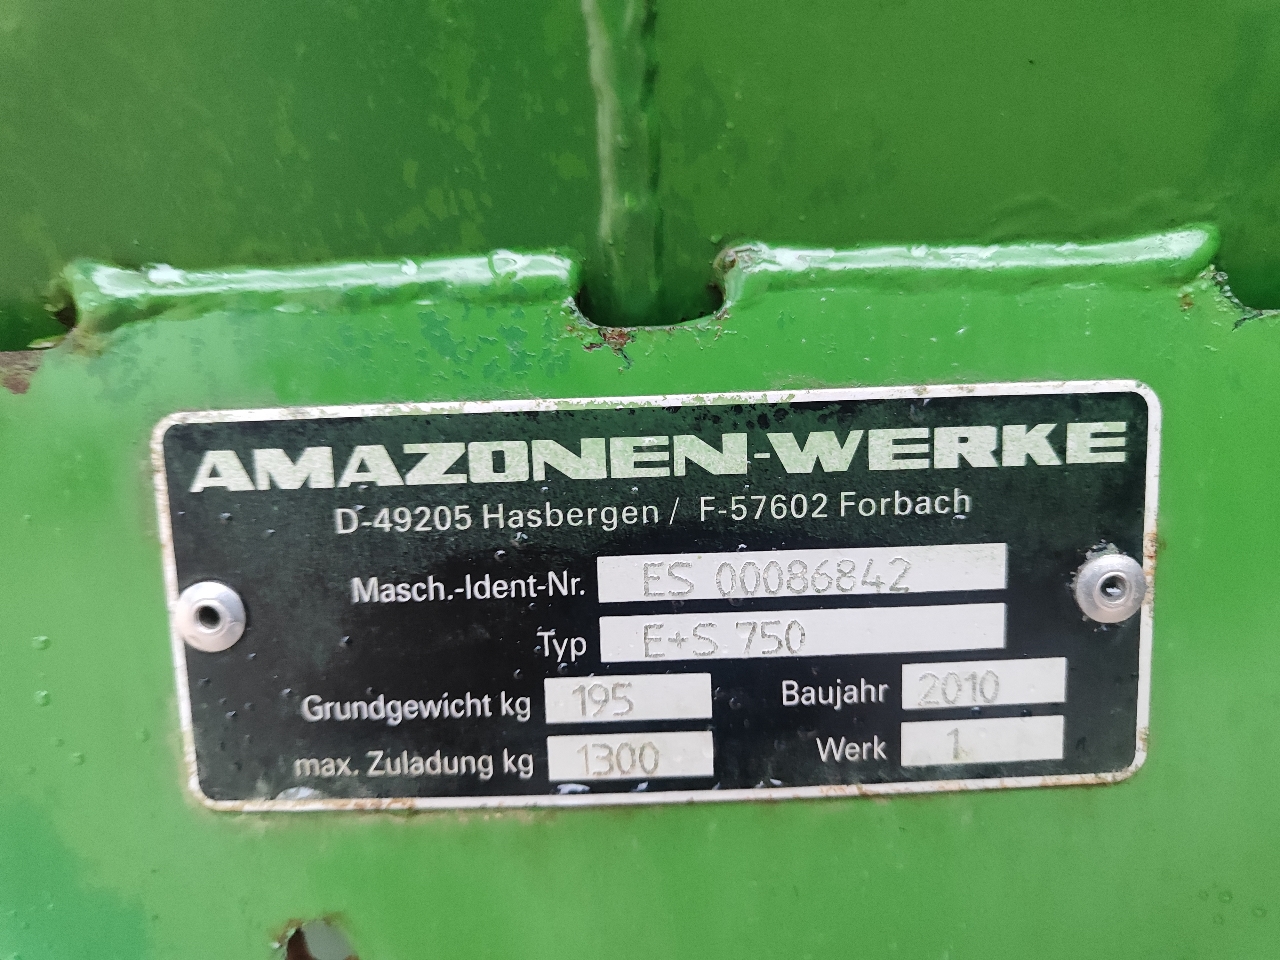 AMAZONEN-WERKE
D-49205 Hasbergen / F-57602 Forbach
Masch.-Ident-Nr. ES 00086842
Typ E+S 750
Grundgewicht kg 195 Baujahr 2010
max. Zuladung kg 1300 Werk 1